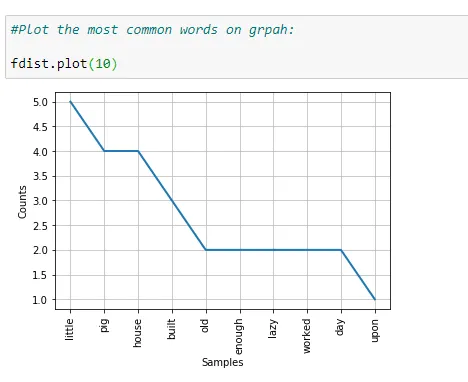 #Plot the most common words on grpah:
fdist.plot(10)
5.0
4.5
4.0
3.5
3.0
2.5
2.0
1.5
1.0
Counts
little
pig
house
built
old
enough
lazy
worked
day
upon
Samples